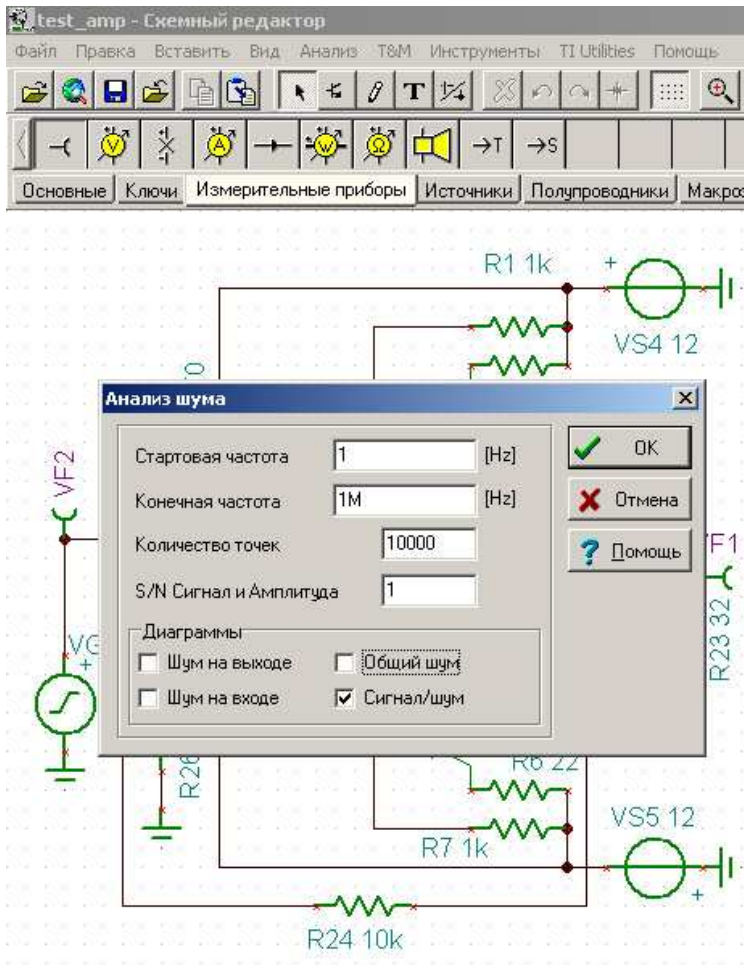 test_amp - Схемный редактор
Файл Правка Вставить Вид Анализ T&M Инструменты TI Utilities Помощь
T
V A W Ω →T →S
Основные Ключи Измерительные приборы Источники Полупроводники
R1 1k
+
VS4 12
Анализ шума
Стартовая частота 1 [Hz]
OK
Конечная частота 1M [Hz]
Отмена
Количество точек 10000
? Помощь
S/N Сигнал и Амплитуда 1
Диаграммы
Шум на выходе Общий шум
Шум на входе Сигнал/шум
VF2
VG
+
F1
R23 32
R26
R6 22
R7 1k
VS5 12
+
R24 10k